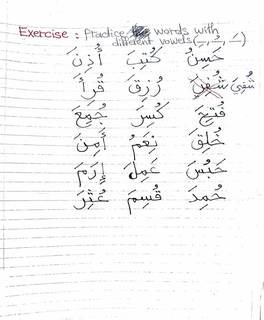 Exercise : Practice words with
different vowels (ـَ , ـِ , ـُ)
حَسُنَ كُتِبَ أُذِنَ
شُفِيَ رُزِقَ قُرِأُ
فُتِحَ كُسِرَ جُمِعَ
خُلِقَ نِعَمُ أَمِنَ
حَبُسَ عَمِلَ إِرَمَ
حُمِدَ قُسِمَ عُثِرَ